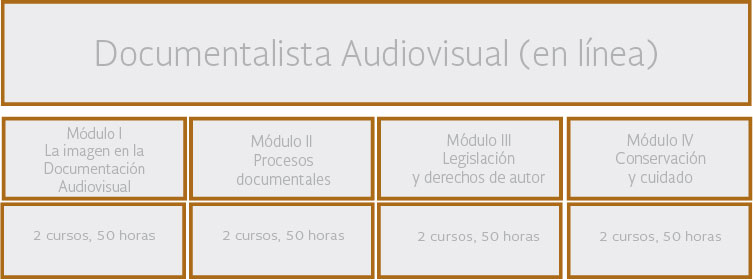 Documentalista Audiovisual (en línea)
Módulo I
La imagen en la
Documentación
Audiovisual
Módulo II
Procesos
documentales
Módulo III
Legislación
y derechos de autor
Módulo IV
Conservación
y cuidado
2 cursos, 50 horas
2 cursos, 50 horas
2 cursos, 50 horas
2 cursos, 50 horas